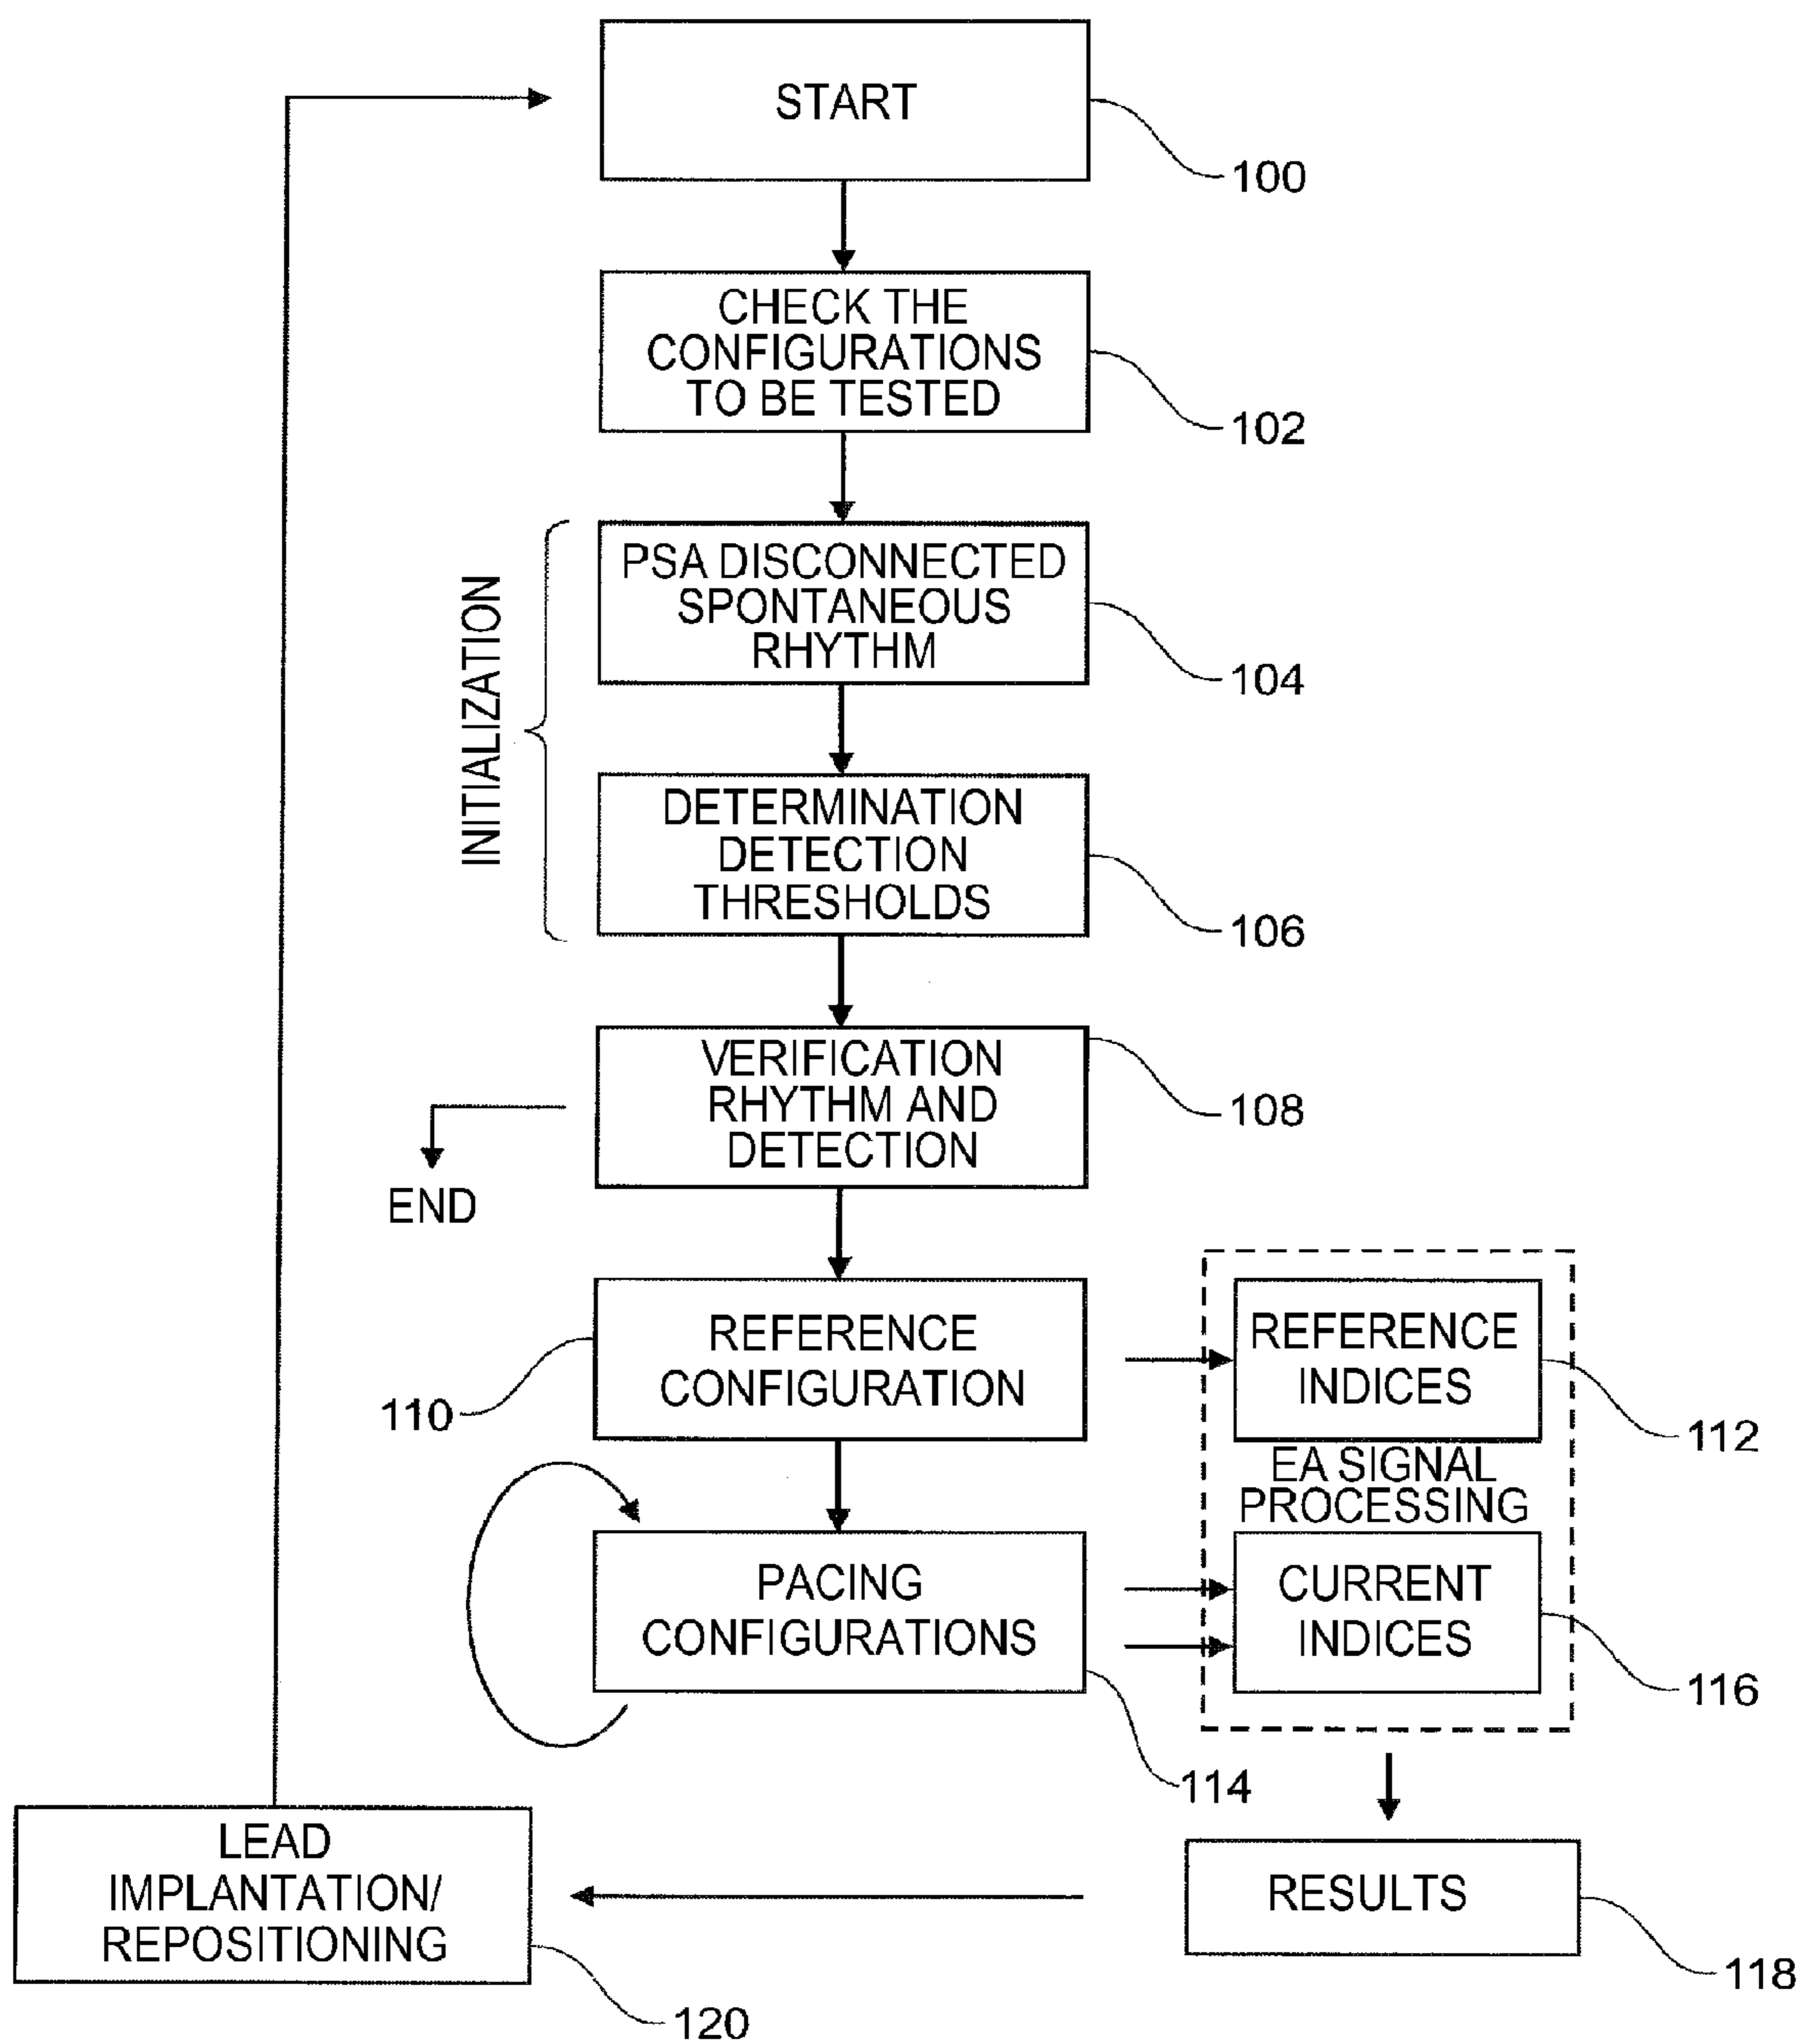 START
100
CHECK THE
CONFIGURATIONS
TO BE TESTED
102
INITIALIZATION
PSA DISCONNECTED
SPONTANEOUS
RHYTHM
104
DETERMINATION
DETECTION
THRESHOLDS
106
VERIFICATION
RHYTHM AND
DETECTION
108
END
REFERENCE
CONFIGURATION
110
REFERENCE
INDICES
112
EA SIGNAL
PROCESSING
PACING
CONFIGURATIONS
114
CURRENT
INDICES
116
RESULTS
118
LEAD
IMPLANTATION/
REPOSITIONING
120